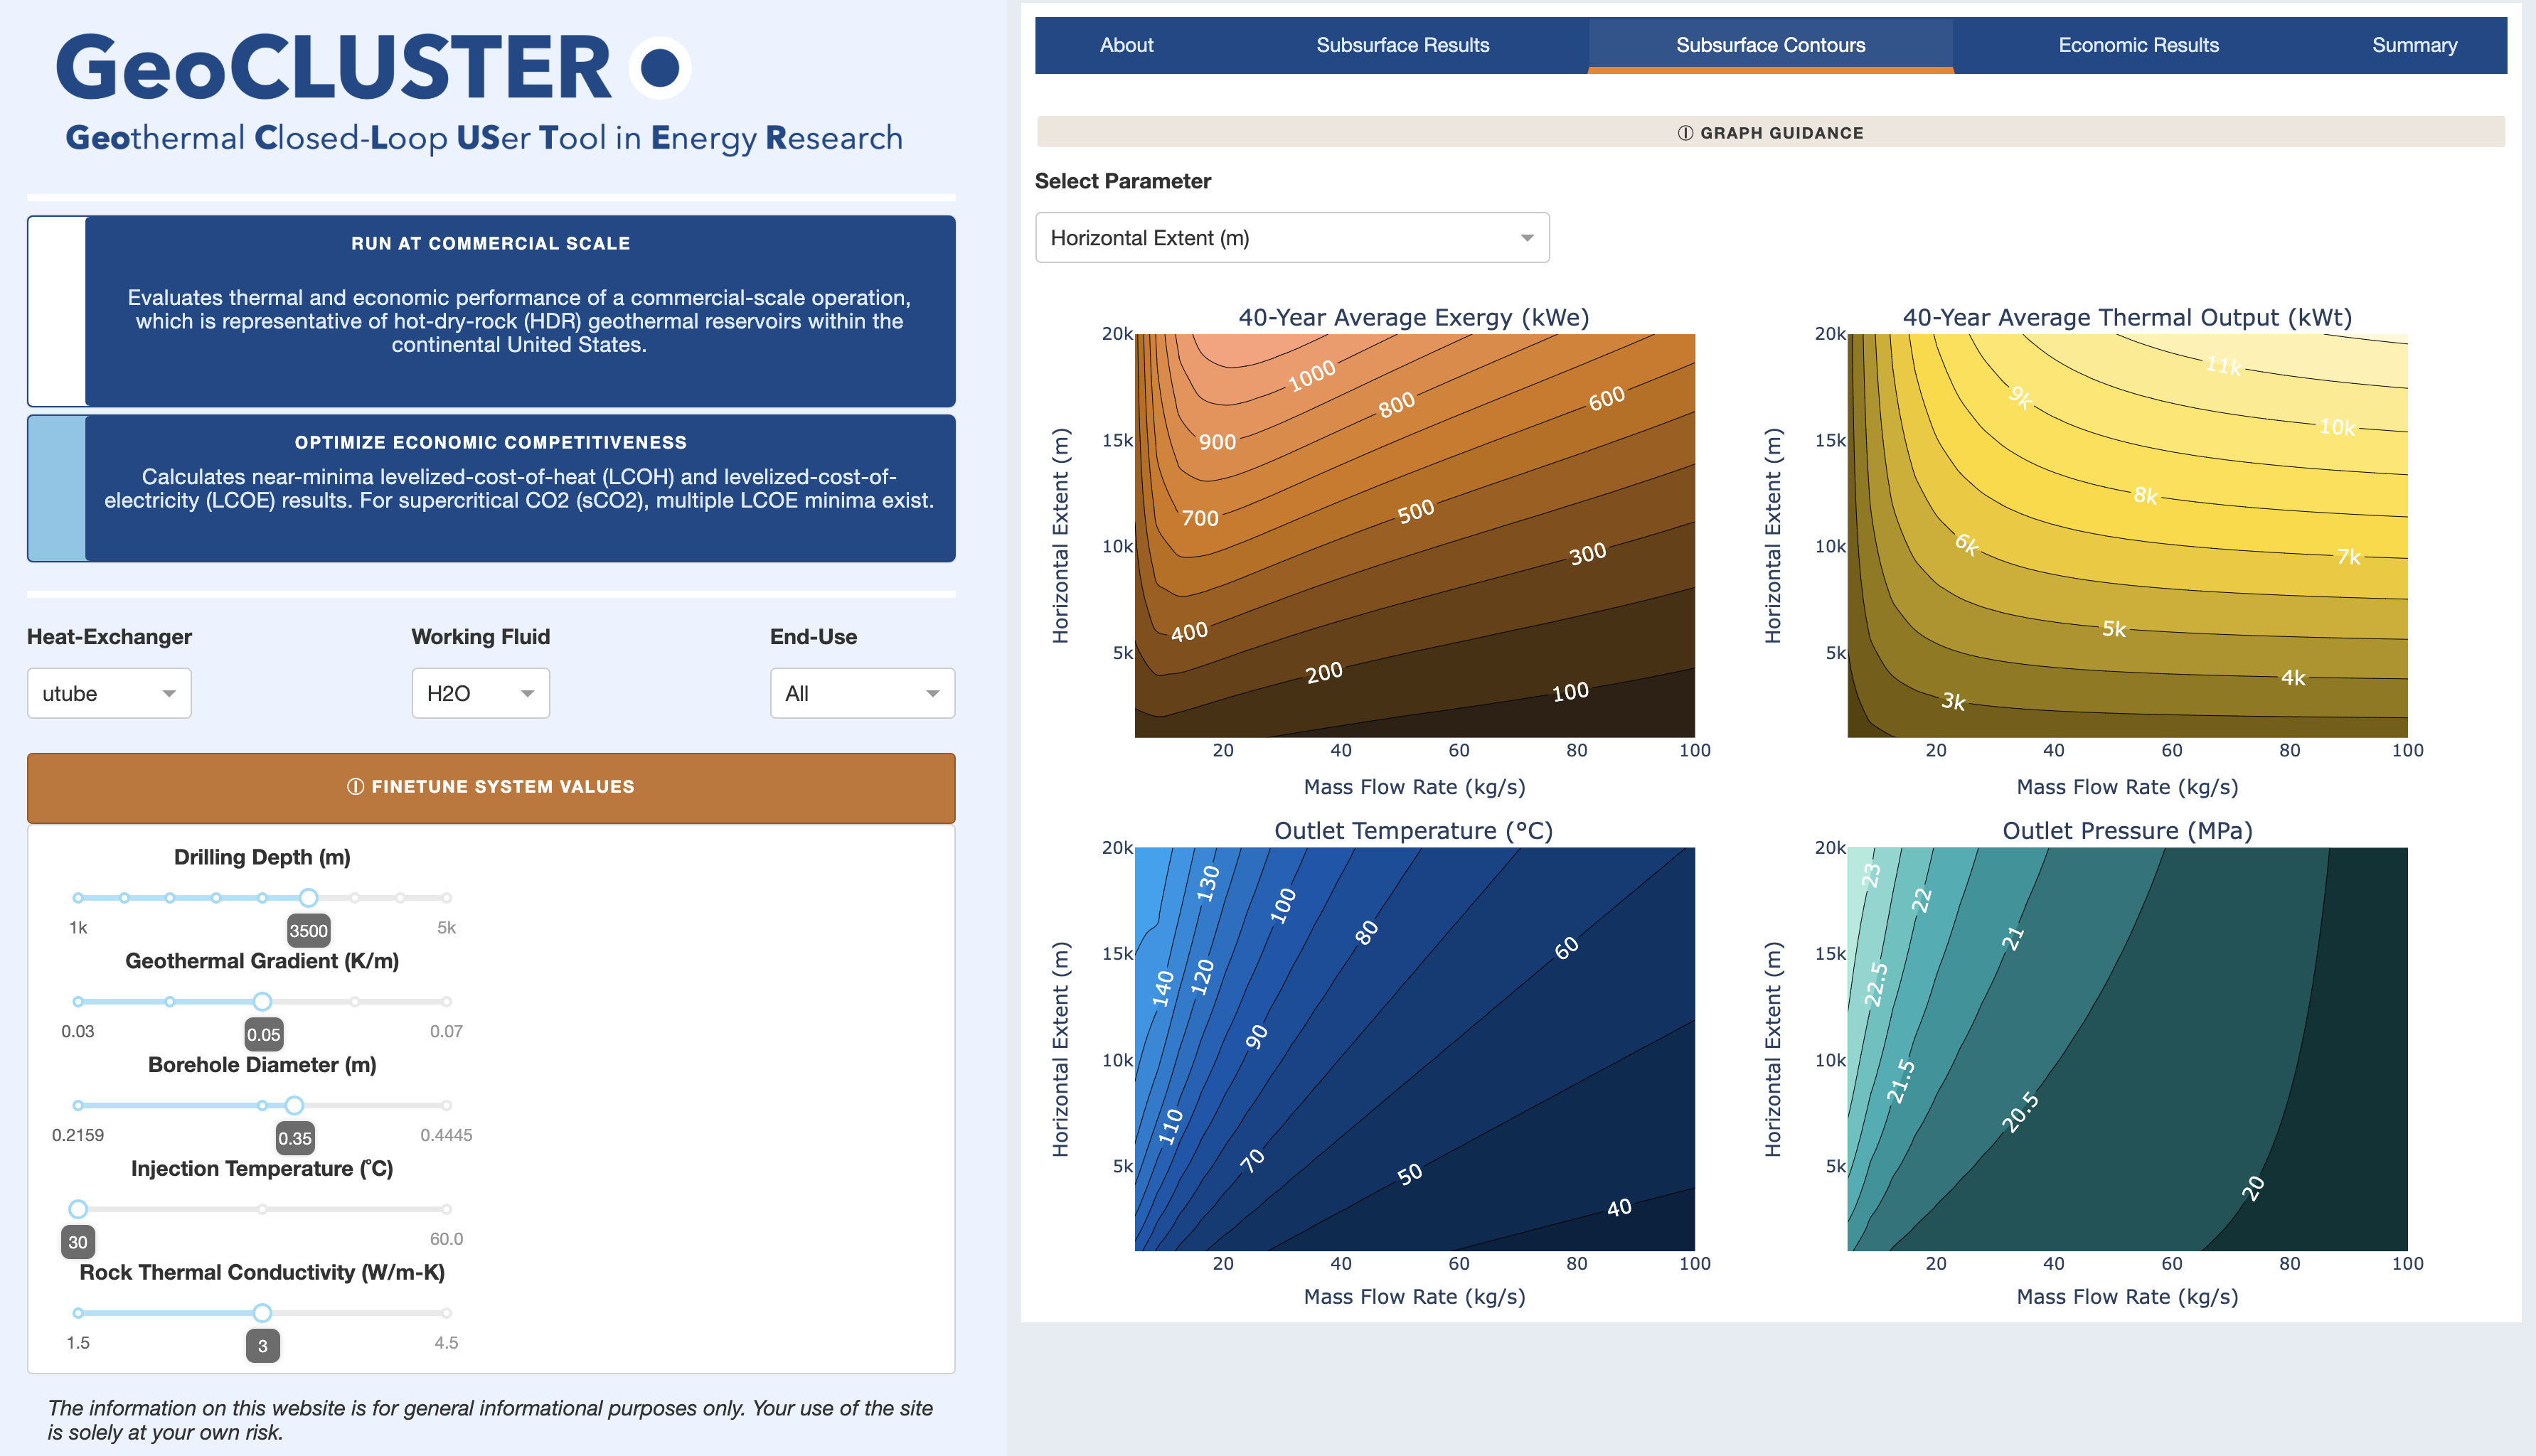 GeoCLUSTER
Geothermal Closed-Loop USer Tool in Energy Research
RUN AT COMMERCIAL SCALE
Evaluates thermal and economic performance of a commercial-scale operation,
which is representative of hot-dry-rock (HDR) geothermal reservoirs within the
continental United States.
OPTIMIZE ECONOMIC COMPETITIVENESS
Calculates near-minima levelized-cost-of-heat (LCOH) and levelized-cost-of-
electricity (LCOE) results. For supercritical CO2 (sCO2), multiple LCOE minima exist.
Heat-Exchanger Working Fluid End-Use
utube H2O All
FINETUNE SYSTEM VALUES
Drilling Depth (m)
1k 3500 5k
Geothermal Gradient (K/m)
0.03 0.05 0.07
Borehole Diameter (m)
0.2159 0.35 0.4445
Injection Temperature (˚C)
30 60.0
Rock Thermal Conductivity (W/m-K)
1.5 3 4.5
The information on this website is for general informational purposes only. Your use of the site
is solely at your own risk.
About Subsurface Results Subsurface Contours Economic Results Summary
GRAPH GUIDANCE
Select Parameter
Horizontal Extent (m)
40-Year Average Exergy (kWe)
20k
15k
10k
5k
Horizontal Extent (m)
1000
800
600
900
700
500
300
400
200
100
20 40 60 80 100
Mass Flow Rate (kg/s)
40-Year Average Thermal Output (kWt)
20k
15k
10k
5k
Horizontal Extent (m)
11k
9k
10k
8k
6k
7k
5k
4k
3k
20 40 60 80 100
Mass Flow Rate (kg/s)
Outlet Temperature (°C)
20k
15k
10k
5k
Horizontal Extent (m)
130
100
80
60
140
120
90
110
70
50
40
20 40 60 80 100
Mass Flow Rate (kg/s)
Outlet Pressure (MPa)
20k
15k
10k
5k
Horizontal Extent (m)
23
22
21
22.5
21.5
20.5
20
20 40 60 80 100
Mass Flow Rate (kg/s)